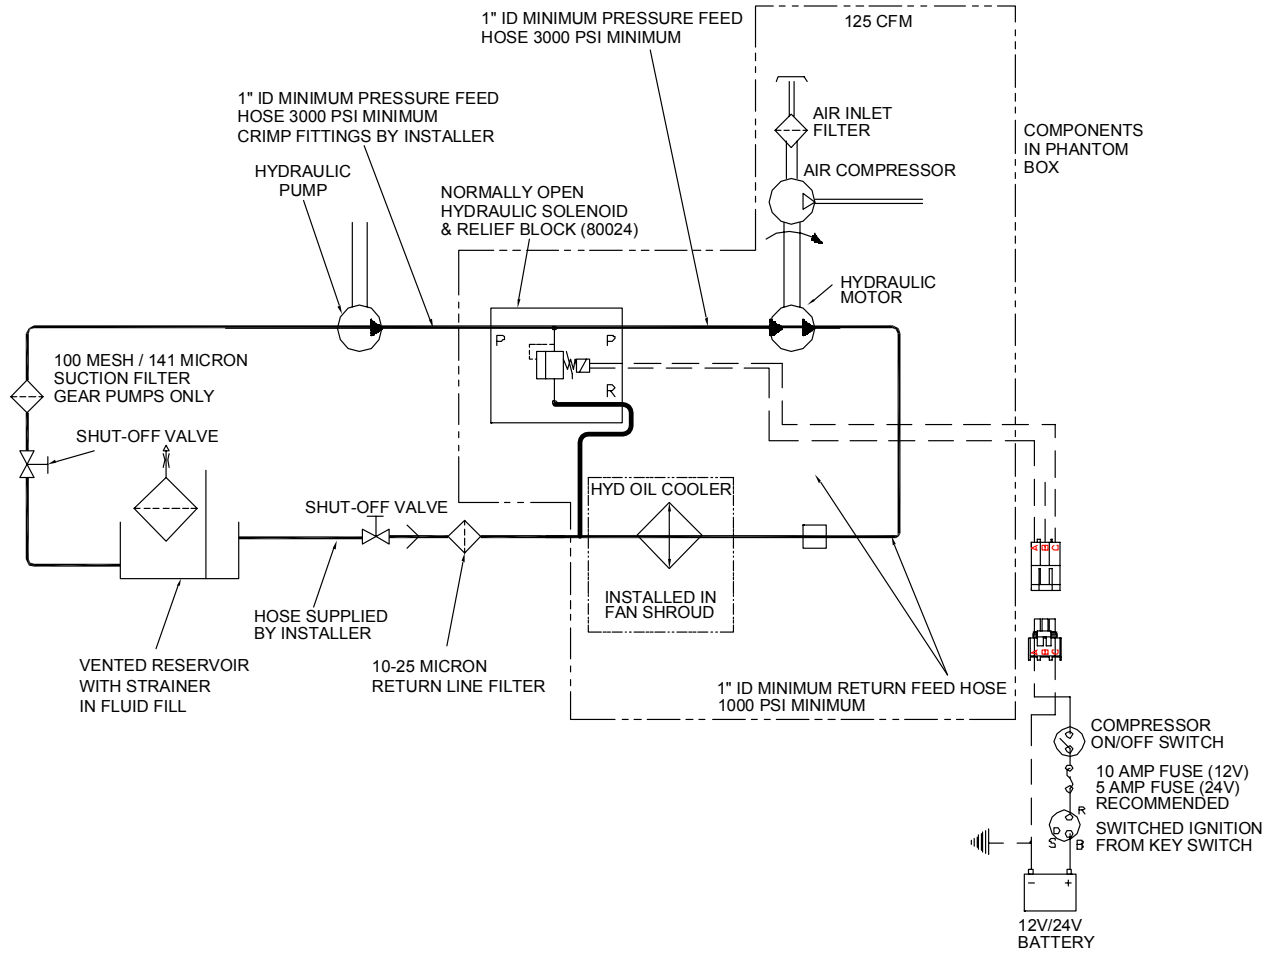 1" ID MINIMUM PRESSURE FEED
HOSE 3000 PSI MINIMUM
125 CFM
1" ID MINIMUM PRESSURE FEED
HOSE 3000 PSI MINIMUM
CRIMP FITTINGS BY INSTALLER
AIR INLET
FILTER
COMPONENTS
IN PHANTOM
BOX
HYDRAULIC
PUMP
AIR COMPRESSOR
NORMALLY OPEN
HYDRAULIC SOLENOID
& RELIEF BLOCK (80024)
HYDRAULIC
MOTOR
P
P
R
100 MESH / 141 MICRON
SUCTION FILTER
GEAR PUMPS ONLY
SHUT-OFF VALVE
SHUT-OFF VALVE
HYD OIL COOLER
INSTALLED IN
FAN SHROUD
A
B
C
A
B
C
HOSE SUPPLIED
BY INSTALLER
VENTED RESERVOIR
WITH STRAINER
IN FLUID FILL
10-25 MICRON
RETURN LINE FILTER
1" ID MINIMUM RETURN FEED HOSE
1000 PSI MINIMUM
COMPRESSOR
ON/OFF SWITCH
10 AMP FUSE (12V)
5 AMP FUSE (24V)
RECOMMENDED
R
P
S
B
SWITCHED IGNITION
FROM KEY SWITCH
- +
12V/24V
BATTERY